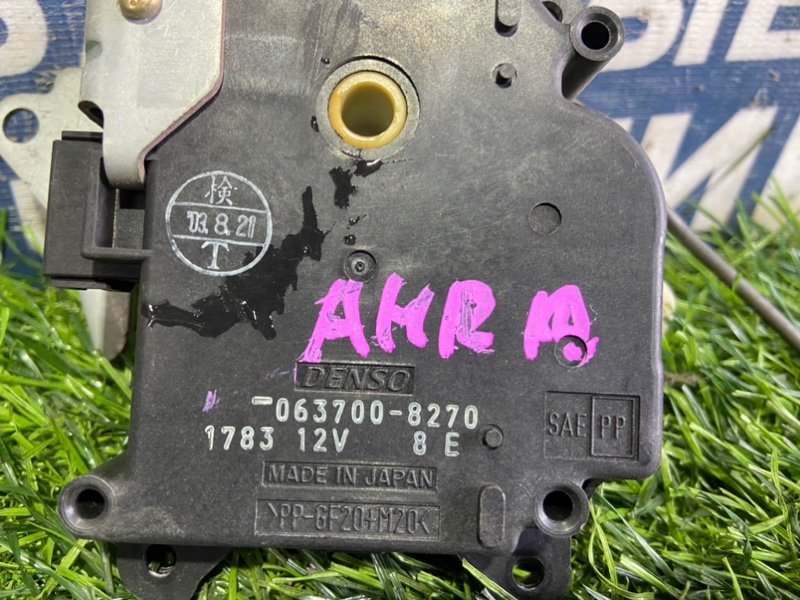 検
'03.8.21
T
AHR M
DENSO
-063700-8270
1783 12V 8 E
SAE PP
MADE IN JAPAN
>PP-GF20+M20<